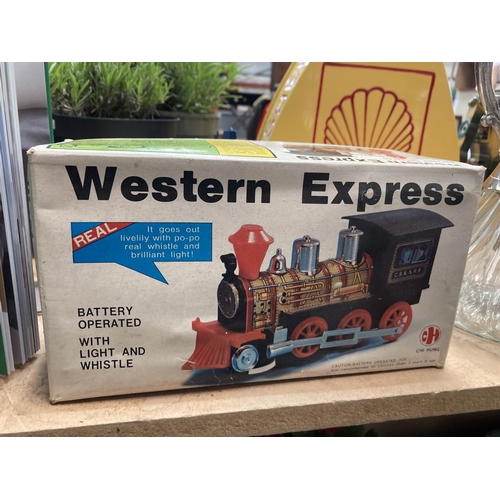 Western Express
REAL
It goes out
livelily with po-po
real whistle and
brilliant light!
BATTERY
OPERATED
WITH
LIGHT AND
WHISTLE
CH
CHI HUNG